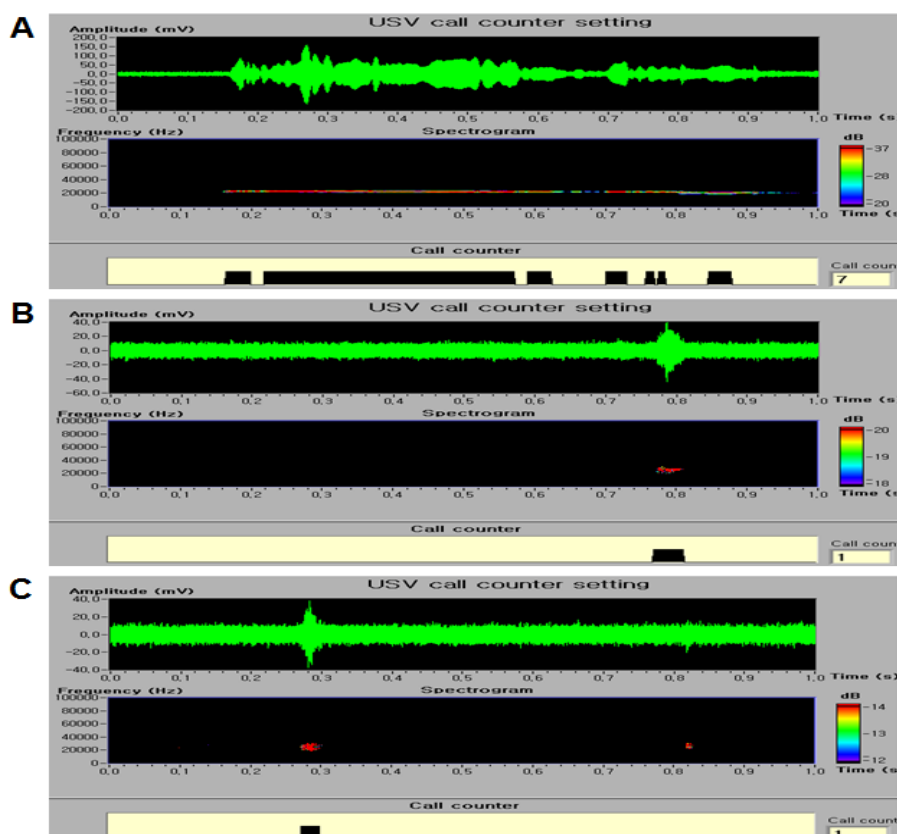 A
USV call counter setting
Amplitude (mV)
200,0
150,0
100,0
50,0
0,0
-50,0
-100,0
-150,0
-200,0
0,0 0,1 0,2 0,3 0,4 0,5 0,6 0,7 0,8 0,9 1,0
Time (s
Frequency (Hz)
Spectrogram
100000
80000
60000
40000
20000
0
0,0 0,1 0,2 0,3 0,4 0,5 0,6 0,7 0,8 0,9 1,0
dB
-37
-28
-20
Time (s
Call counter
Call coun
7
B
USV call counter setting
Amplitude (mV)
40,0
20,0
0,0
-20,0
-40,0
-60,0
0,0 0,1 0,2 0,3 0,4 0,5 0,6 0,7 0,8 0,9 1,0
Time (s
Frequency (Hz)
Spectrogram
100000
80000
60000
40000
20000
0
0,0 0,1 0,2 0,3 0,4 0,5 0,6 0,7 0,8 0,9 1,0
dB
-20
-19
-18
Time (s
Call counter
Call coun
1
C
USV call counter setting
Amplitude (mV)
40,0
20,0
0,0
-20,0
-40,0
0,0 0,1 0,2 0,3 0,4 0,5 0,6 0,7 0,8 0,9 1,0
Time (s)
Frequency (Hz)
Spectrogram
100000
80000
60000
40000
20000
0
0,0 0,1 0,2 0,3 0,4 0,5 0,6 0,7 0,8 0,9 1,0
dB
-14
-13
-12
Time (s)
Call counter
Call coun